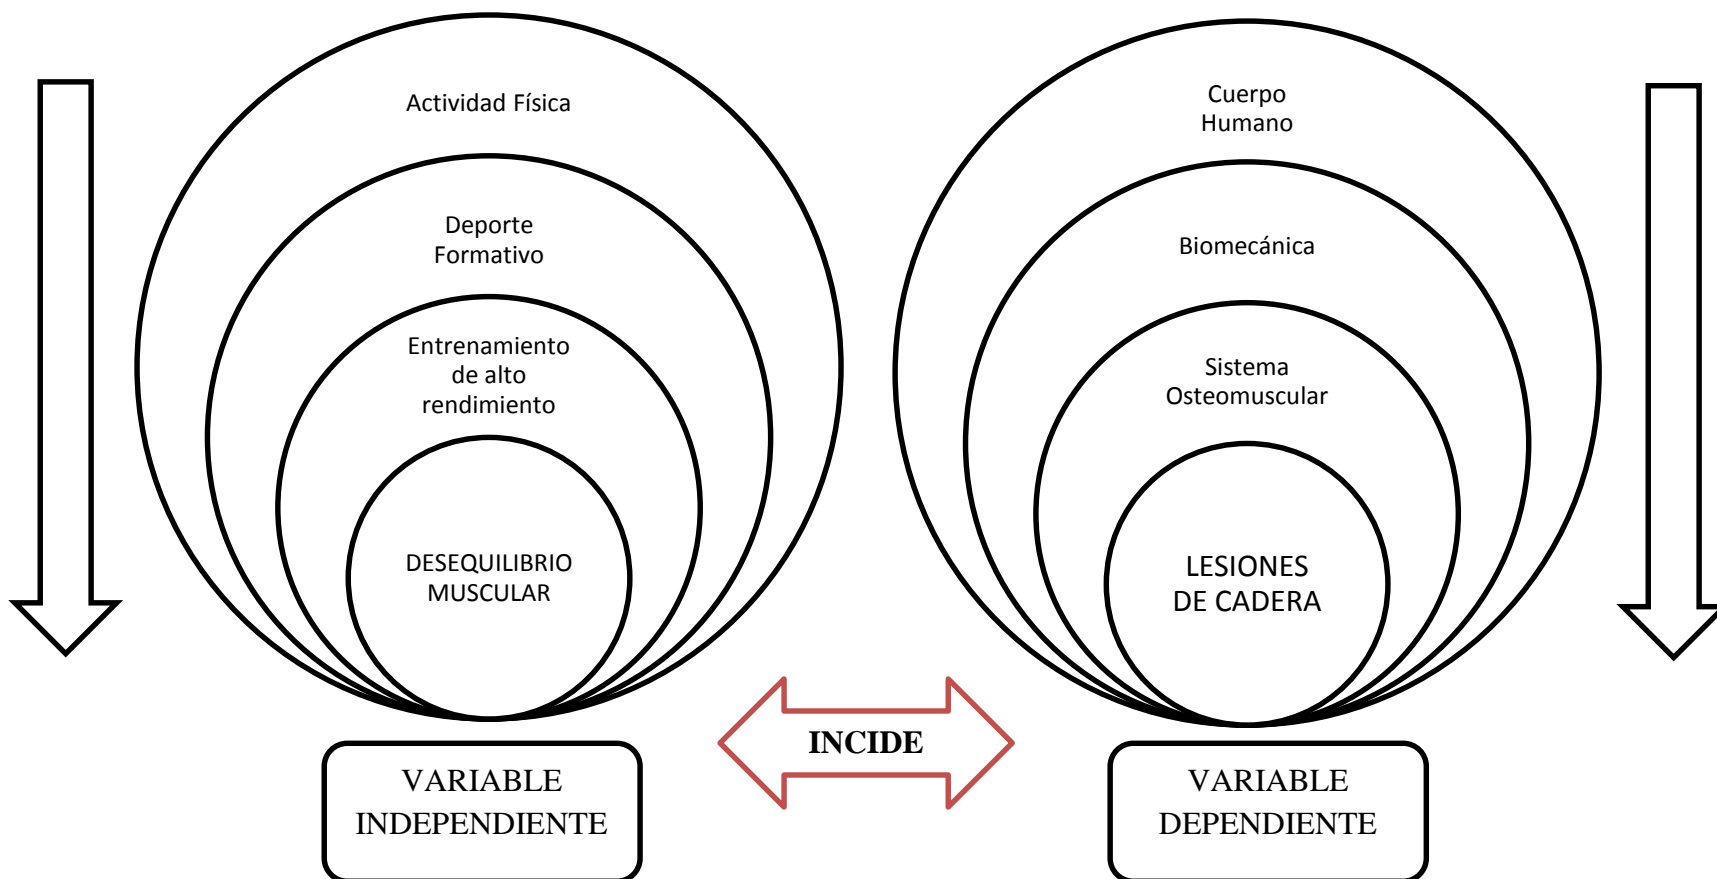 Actividad Física
Deporte
Formativo
Entrenamiento
de alto
rendimiento
DESEQUILIBRIO
MUSCULAR
Cuerpo
Humano
Biomecánica
Sistema
Osteomuscular
LESIONES
DE CADERA
INCIDE
VARIABLE
INDEPENDIENTE
VARIABLE
DEPENDIENTE